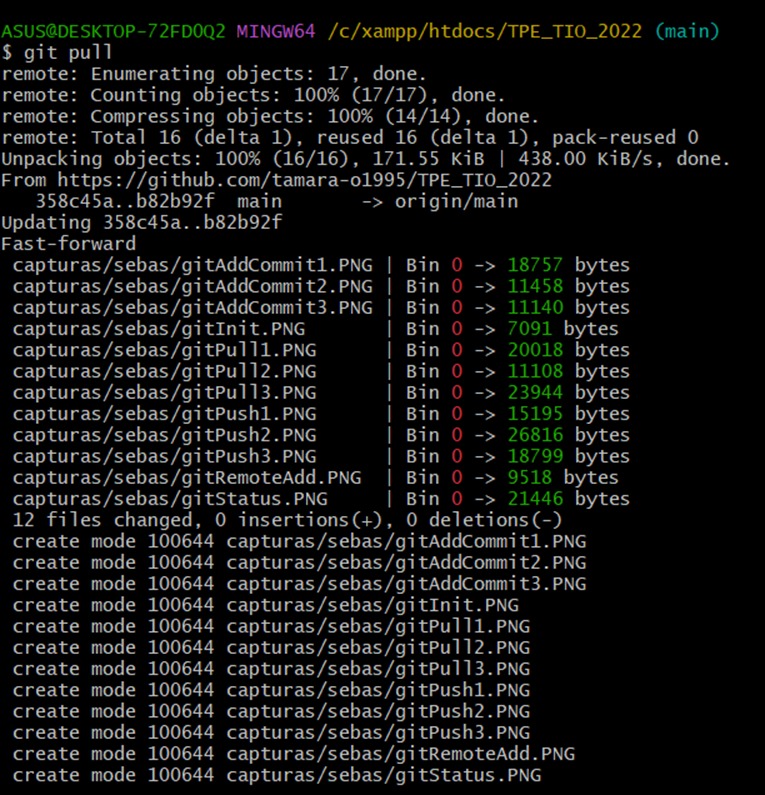 ASUS@DESKTOP-72FDOQ2 MINGW64 /c/xampp/htdocs/TPE_TIO_2022 (main)
$ git pull
remote: Enumerating objects: 17, done.
remote: Counting objects: 100% (17/17), done.
remote: Compressing objects: 100% (14/14), done.
remote: Total 16 (delta 1), reused 16 (delta 1), pack-reused 0
Unpacking objects: 100% (16/16), 171.55 KiB | 438.00 KiB/s, done.
From https://github.com/tamara-o1995/TPE_TIO_2022
   358c45a..b82b92f  main       -> origin/main
Updating 358c45a..b82b92f
Fast-forward
 capturas/sebas/gitAddCommit1.PNG | Bin 0 -> 18757 bytes
 capturas/sebas/gitAddCommit2.PNG | Bin 0 -> 11458 bytes
 capturas/sebas/gitAddCommit3.PNG | Bin 0 -> 11140 bytes
 capturas/sebas/gitInit.PNG       | Bin 0 -> 7091 bytes
 capturas/sebas/gitPull1.PNG      | Bin 0 -> 20018 bytes
 capturas/sebas/gitPull2.PNG      | Bin 0 -> 11108 bytes
 capturas/sebas/gitPull3.PNG      | Bin 0 -> 23944 bytes
 capturas/sebas/gitPush1.PNG      | Bin 0 -> 15195 bytes
 capturas/sebas/gitPush2.PNG      | Bin 0 -> 26816 bytes
 capturas/sebas/gitPush3.PNG      | Bin 0 -> 18799 bytes
 capturas/sebas/gitRemoteAdd.PNG  | Bin 0 -> 9518 bytes
 capturas/sebas/gitStatus.PNG     | Bin 0 -> 21446 bytes
 12 files changed, 0 insertions(+), 0 deletions(-)
 create mode 100644 capturas/sebas/gitAddCommit1.PNG
 create mode 100644 capturas/sebas/gitAddCommit2.PNG
 create mode 100644 capturas/sebas/gitAddCommit3.PNG
 create mode 100644 capturas/sebas/gitInit.PNG
 create mode 100644 capturas/sebas/gitPull1.PNG
 create mode 100644 capturas/sebas/gitPull2.PNG
 create mode 100644 capturas/sebas/gitPull3.PNG
 create mode 100644 capturas/sebas/gitPush1.PNG
 create mode 100644 capturas/sebas/gitPush2.PNG
 create mode 100644 capturas/sebas/gitPush3.PNG
 create mode 100644 capturas/sebas/gitRemoteAdd.PNG
 create mode 100644 capturas/sebas/gitStatus.PNG